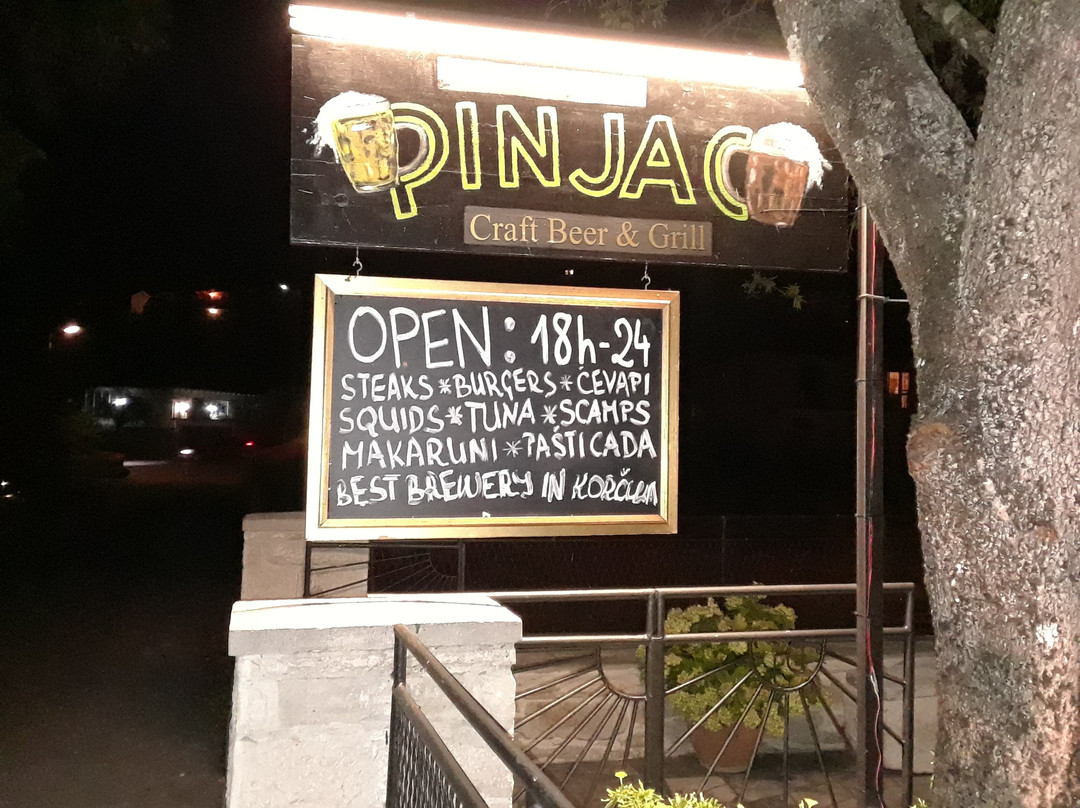 PINJAC
Craft Beer & Grill
OPEN: 18h-24
STEAKS * BURGERS * ĆEVAPI
SQUIDS * TUNA * SCAMPS
MAKARUNI * PAŠTICADA
BEST BREWERY IN KORČULA